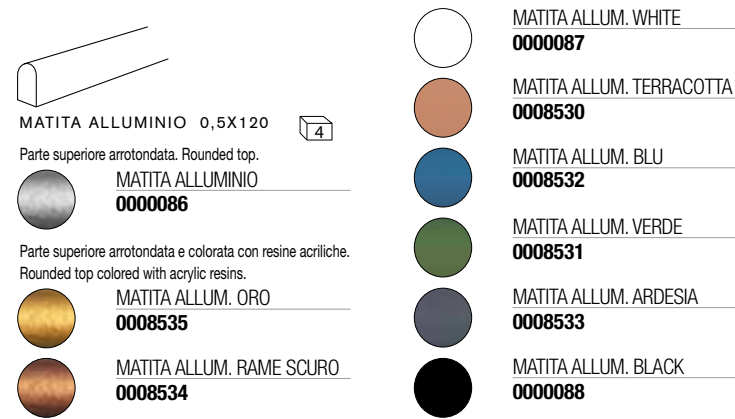 MATITA ALLUMINIO 0,5X120
4
Parte superiore arrotondata. Rounded top.
MATITA ALLUMINIO
0000086
Parte superiore arrotondata e colorata con resine acriliche.
Rounded top colored with acrylic resins.
MATITA ALLUM. ORO
0008535
MATITA ALLUM. RAME SCURO
0008534
MATITA ALLUM. WHITE
0000087
MATITA ALLUM. TERRACOTTA
0008530
MATITA ALLUM. BLU
0008532
MATITA ALLUM. VERDE
0008531
MATITA ALLUM. ARDESIA
0008533
MATITA ALLUM. BLACK
0000088